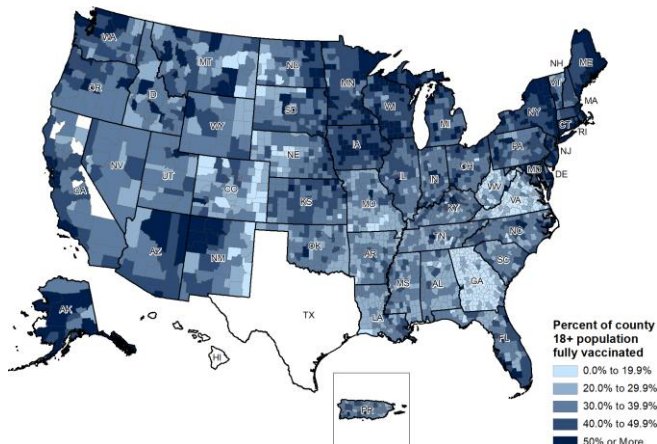 WA
MT
ND
MN
OR
ID
SD
WI
WY
MI
NH
VT
ME
NY
MA
CT
RI
NJ
PA
IA
NE
NV
UT
CO
CA
KS
MO
IL
IN
OH
WV
VA
MD
DE
KY
TN
NC
SC
AZ
NM
OK
AR
MS
AL
GA
LA
TX
FL
AK
HI
PR
Percent of county
18+ population
fully vaccinated
0.0% to 19.9%
20.0% to 29.9%
30.0% to 39.9%
40.0% to 49.9%
50% or More